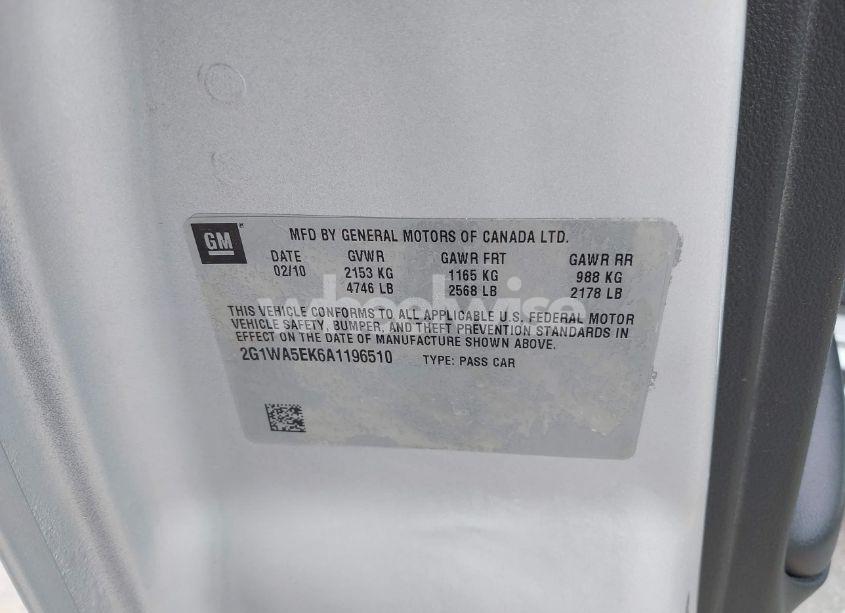 GM
MFD BY GENERAL MOTORS OF CANADA LTD.
DATE GVWR GAWR FRT GAWR RR
02/10 2153 KG 1165 KG 988 KG
4746 LB 2568 LB 2178 LB
wheelwise
THIS VEHICLE CONFORMS TO ALL APPLICABLE U.S. FEDERAL MOTOR
VEHICLE SAFETY, BUMPER, AND THEFT PREVENTION STANDARDS IN
EFFECT ON THE DATE OF MANUFACTURE SHOWN ABOVE.
2G1WA5EK6A1196510 TYPE: PASS CAR